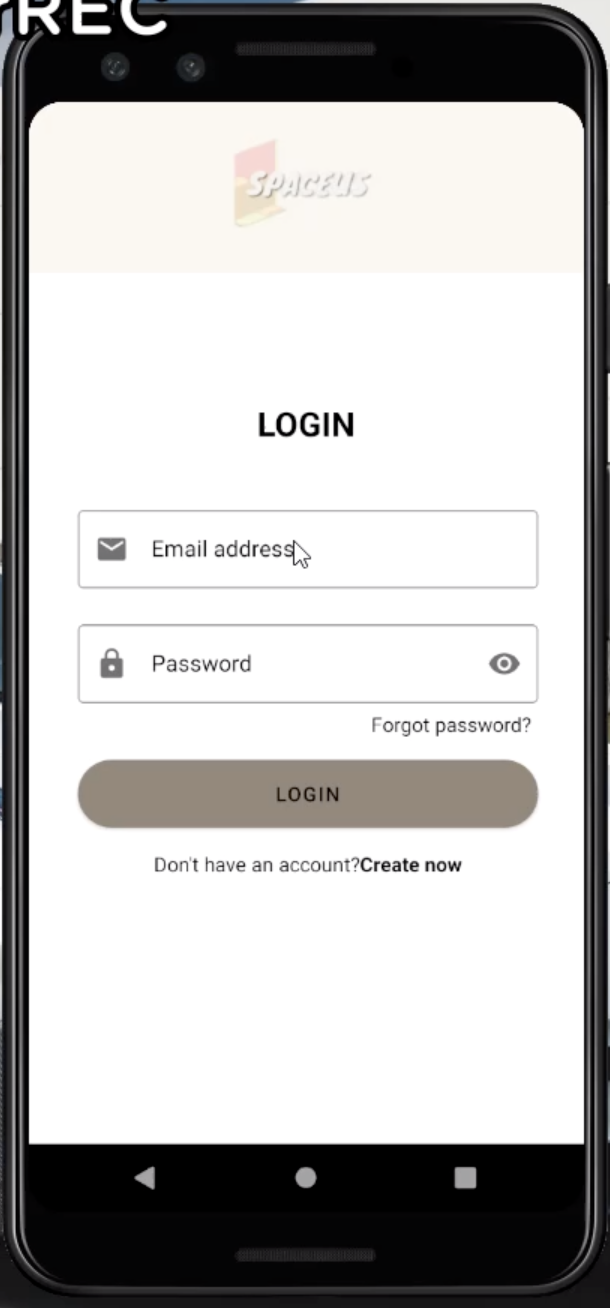 REC
SPACEUS
LOGIN
Email address
Password
Forgot password?
LOGIN
Don't have an account?Create now